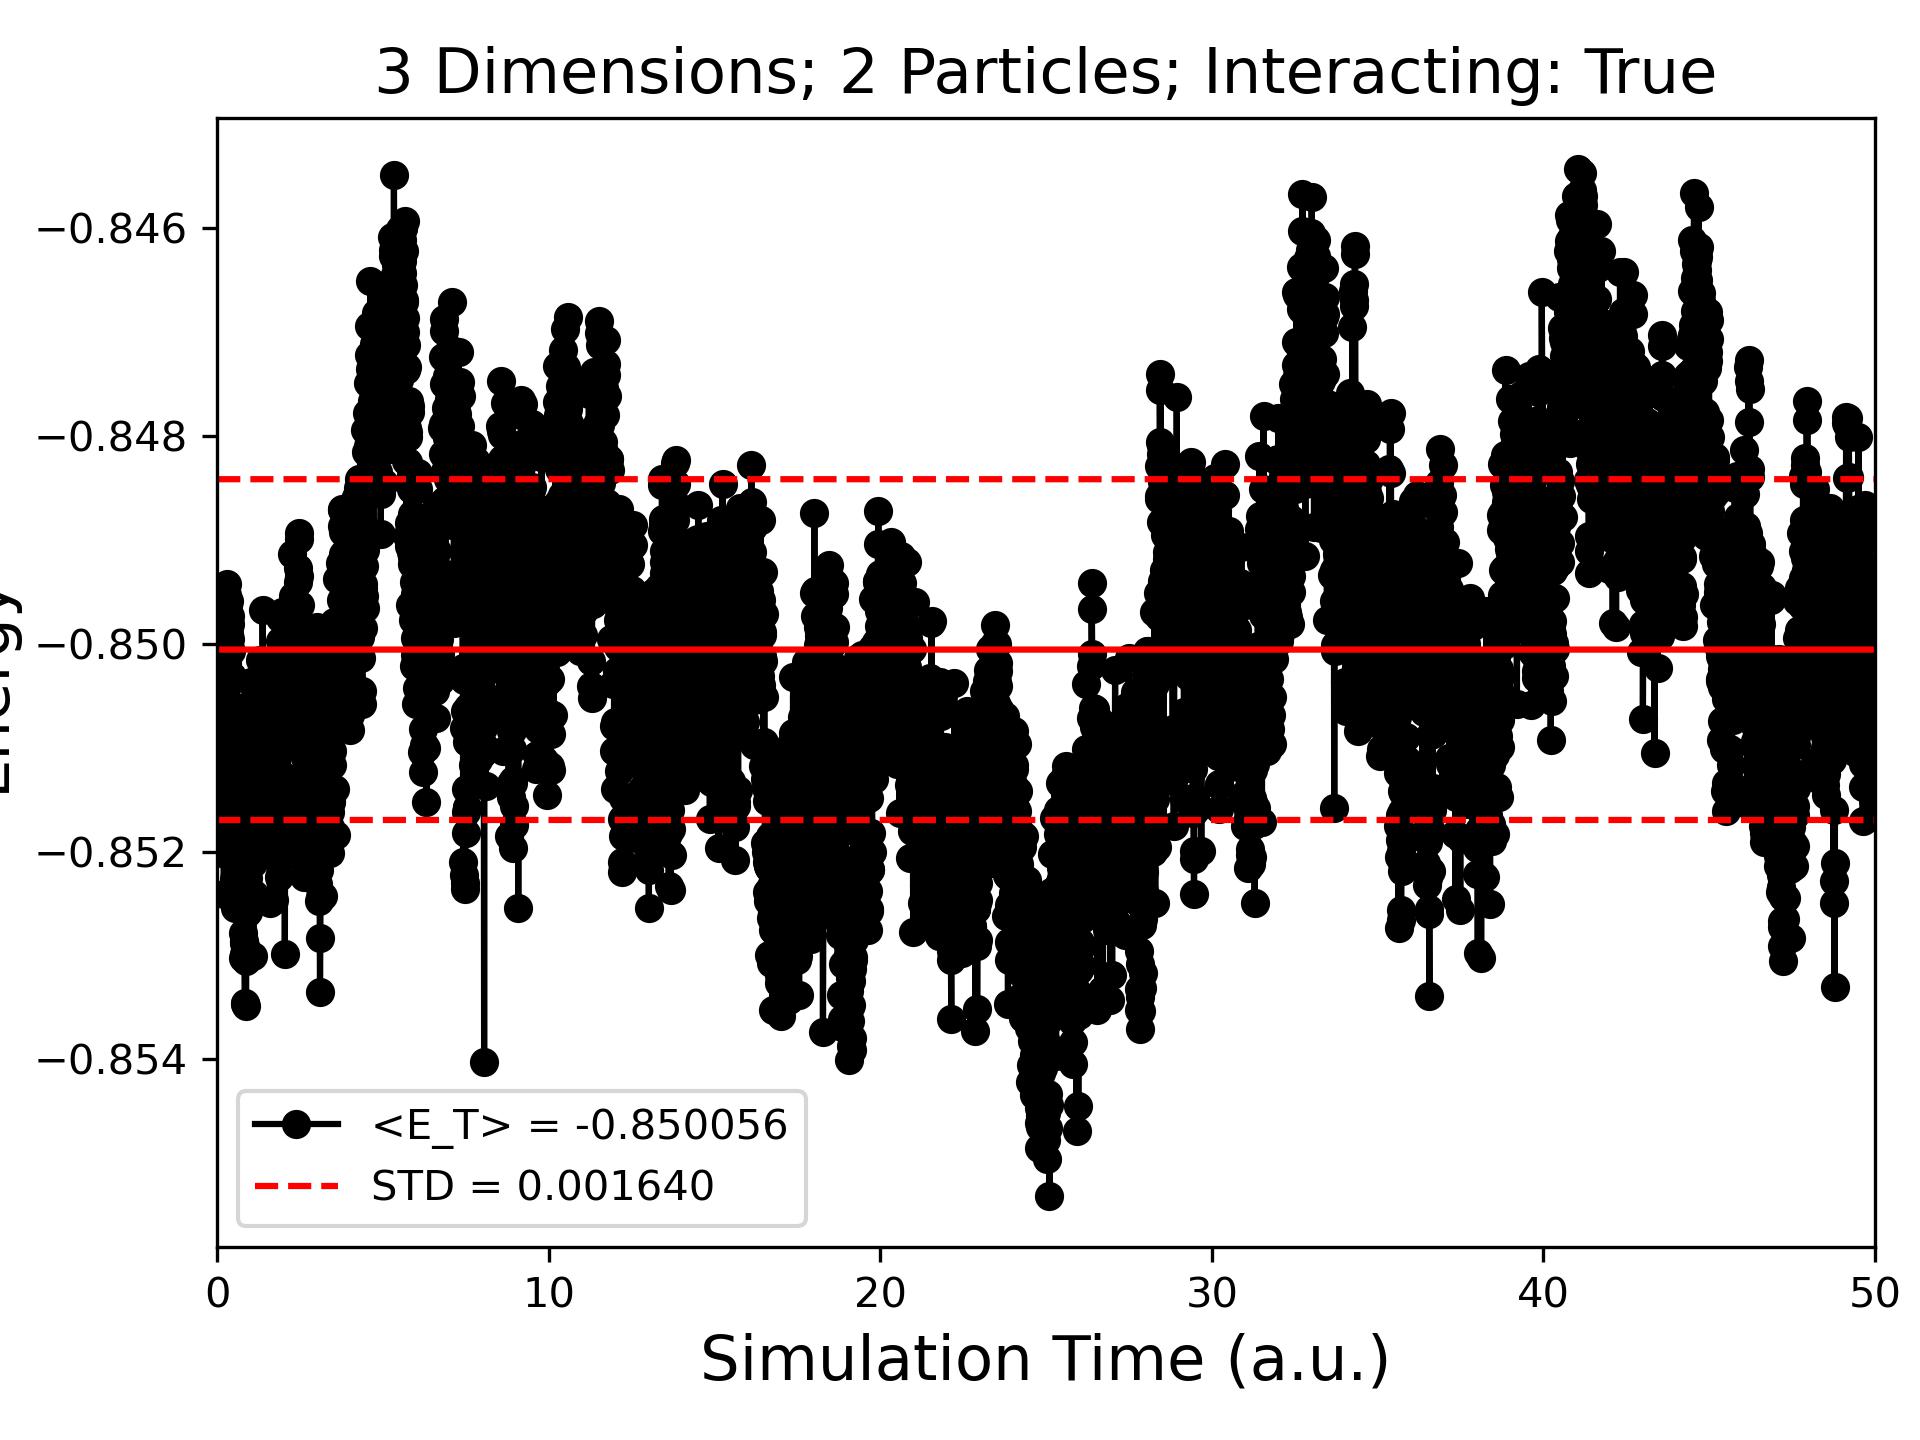 3 Dimensions; 2 Particles; Interacting: True
Energy
−0.846
−0.848
−0.850
−0.852
−0.854
<E_T> = -0.850056
STD = 0.001640
0 10 20 30 40 50
Simulation Time (a.u.)